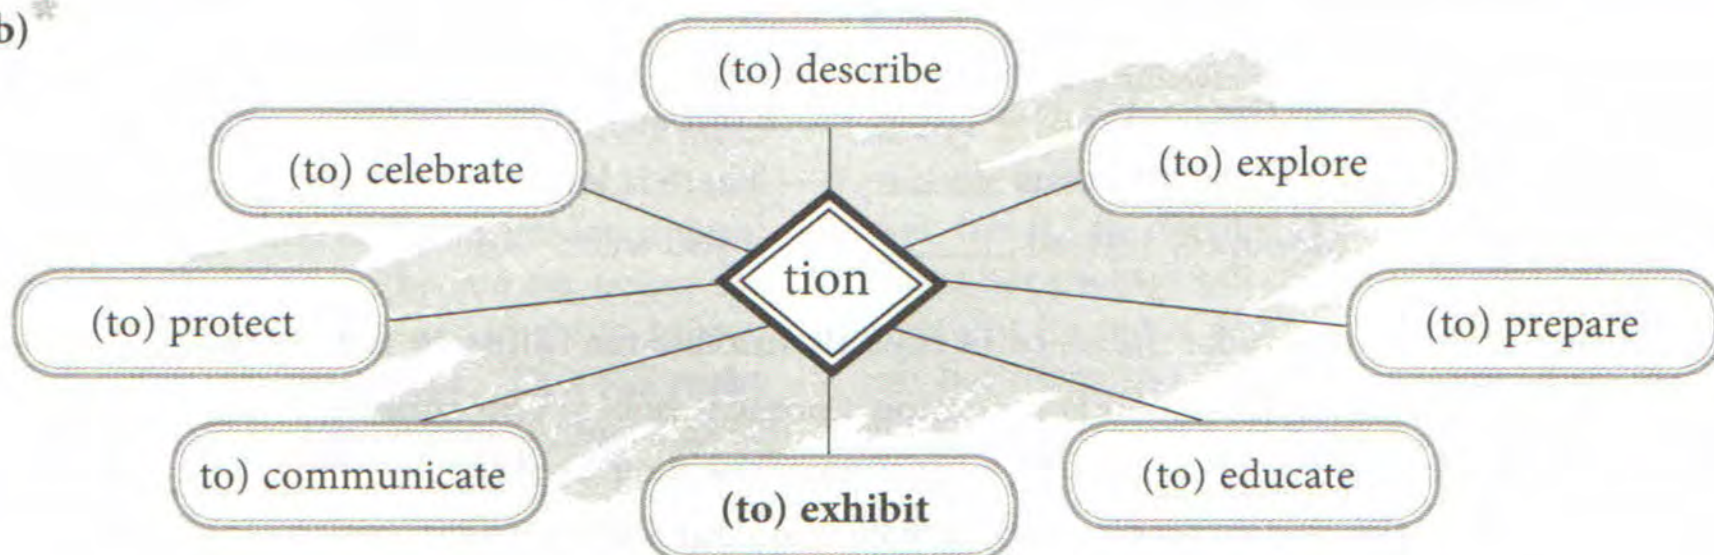 b)*
(to) describe
(to) celebrate
(to) explore
tion
(to) protect
(to) prepare
to) communicate
(to) exhibit
(to) educate